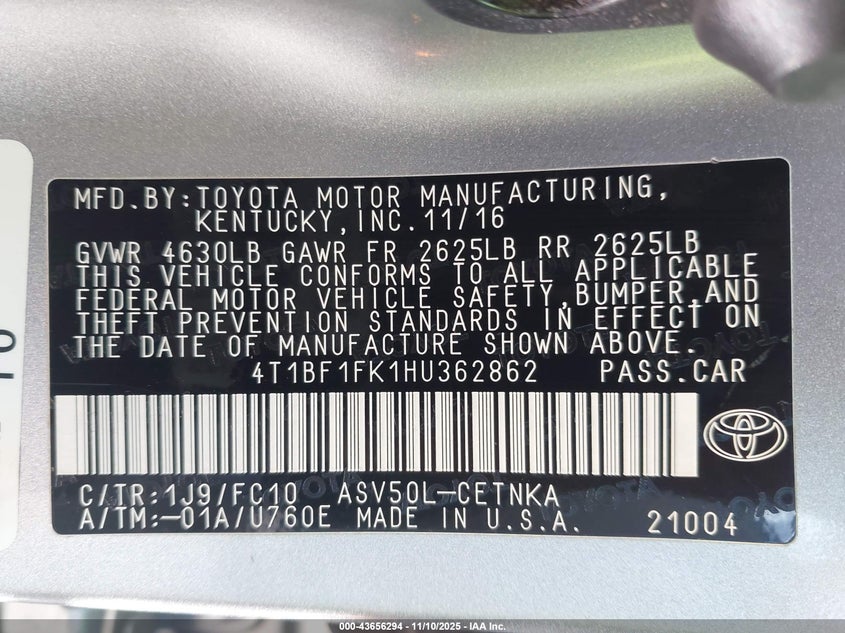 MFD.BY:TOYOTA MOTOR MANUFACTURING,
KENTUCKY,INC.11/16
GVWR 4630LB GAWR FR 2625LB RR 2625LB
THIS VEHICLE CONFORMS TO ALL APPLICABLE
FEDERAL MOTOR VEHICLE SAFETY,BUMPER,AND
THEFT PREVENTION STANDARDS IN EFFECT ON
THE DATE OF MANUFACTURE SHOWN ABOVE.
4T1BF1FK1HU362862 PASS.CAR
C/TR:1J9/FC10 ASV50L-CETNKA
A/TM:-01A/U760E MADE IN U.S.A. 21004
000-43656294 - 11/10/2025 - IAA Inc.